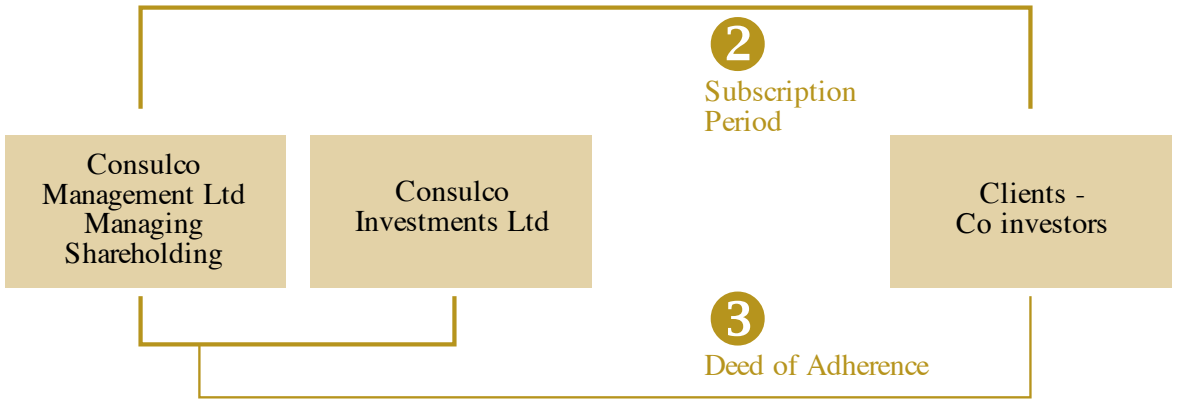 2
Subscription
Period
Consulco
Management Ltd
Managing
Shareholding
Consulco
Investments Ltd
Clients -
Co investors
3
Deed of Adherence